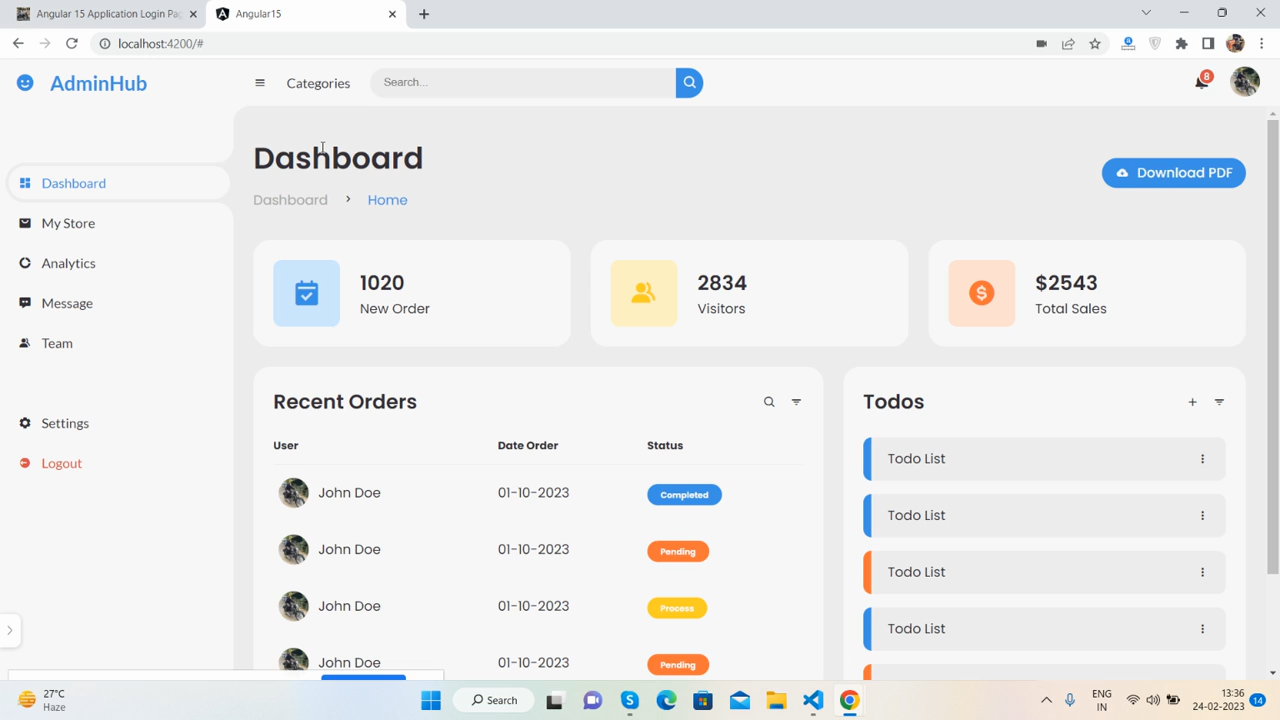 Angular 15 Application Login Pag
Angular15
localhost:4200/#
AdminHub
Categories
Search...
8
Dashboard
My Store
Analytics
Message
Team
Settings
Logout
Dashboard
Dashboard > Home
Download PDF
1020
New Order
2834
Visitors
$2543
Total Sales
Recent Orders
User Date Order Status
John Doe 01-10-2023 Completed
John Doe 01-10-2023 Pending
John Doe 01-10-2023 Process
John Doe 01-10-2023 Pending
Todos
Todo List
Todo List
Todo List
Todo List
27°C
Haze
Search
ENG
IN
13:36
24-02-2023
14